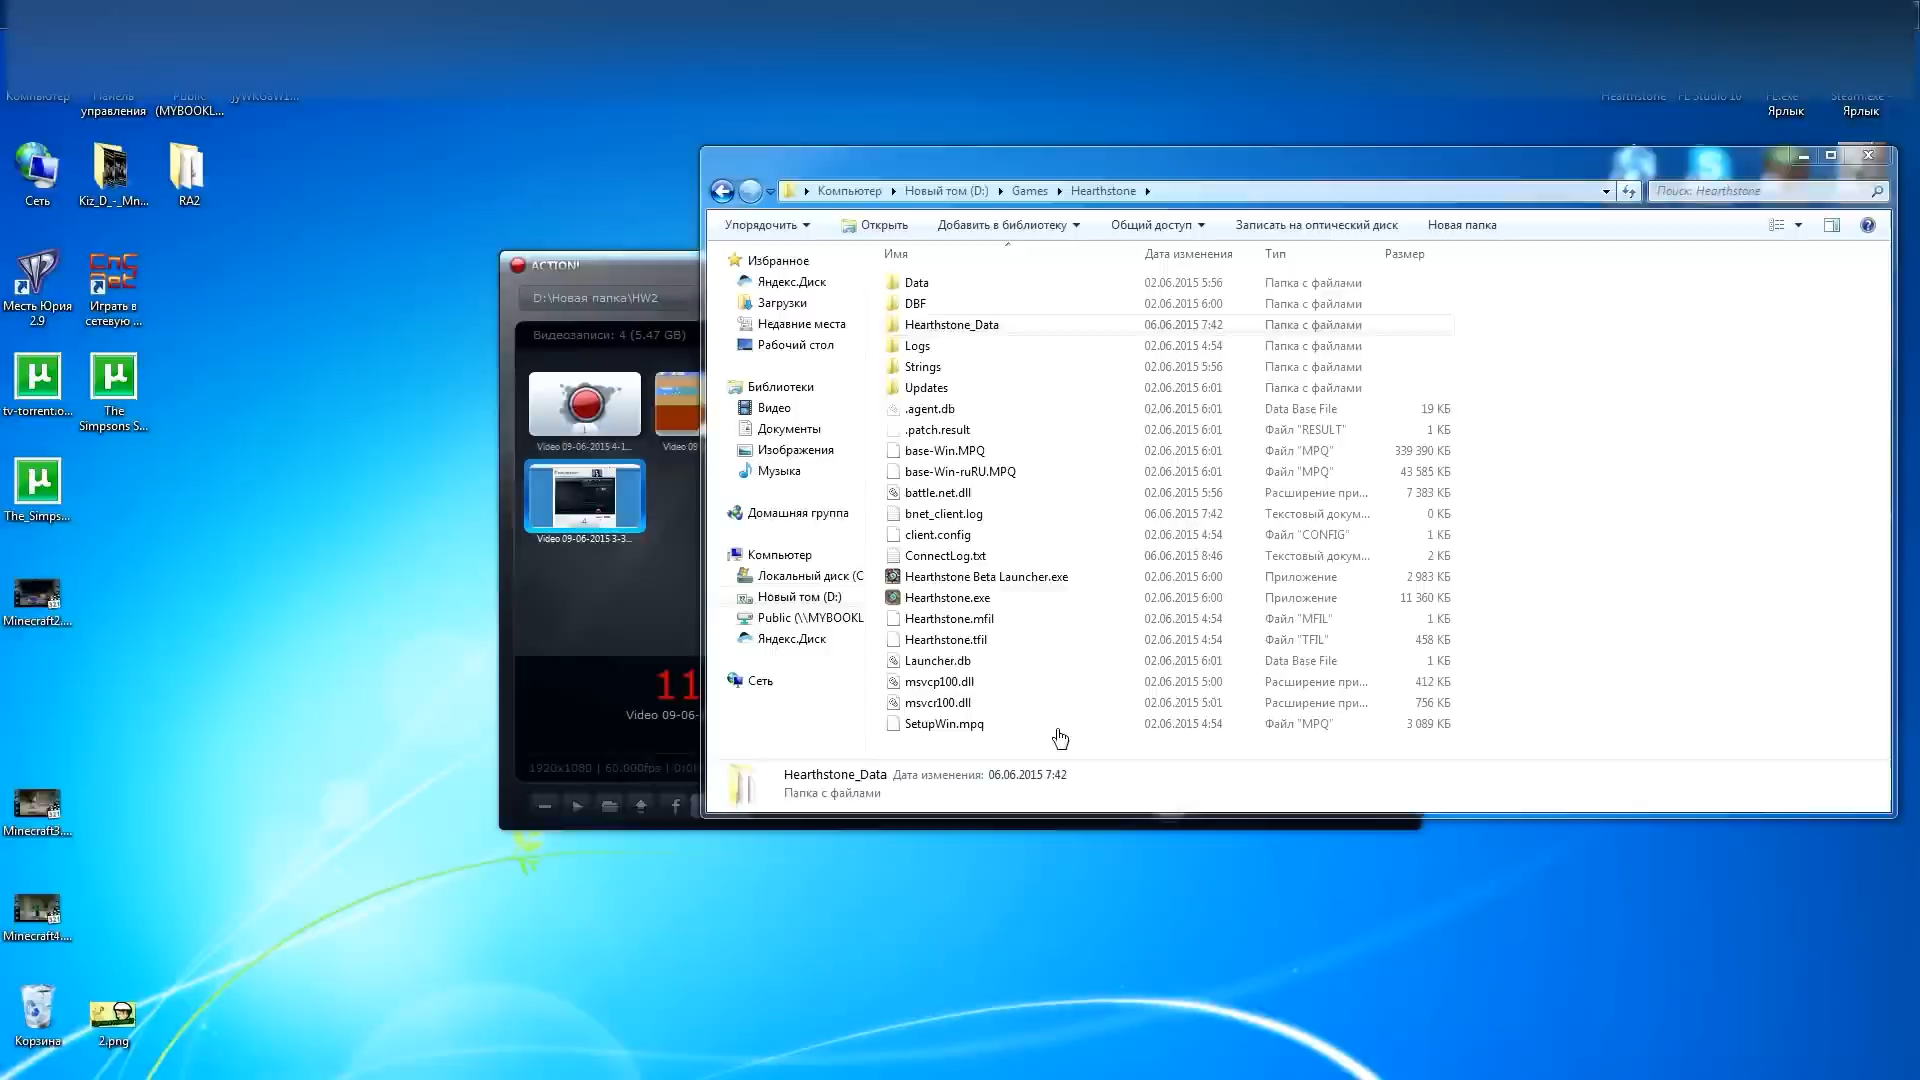 управления
(MYBOOKL...
Ярлык
Ярлык
Сеть
Kiz_D_-_Mn...
RA2
Месть Юрия
2.9
Играть в
сетевую ...
tv-torrent.o...
The
Simpsons S...
The_Simps...
Minecraft2....
Minecraft3....
Minecraft4....
Корзина
2.png
ACTION!
D:\Новая папка\HW2
Видеозаписи: 4 (5.47 GB)
Video 09-06-2015 4-1...
Video 09
Video 09-06-2015 3-3...
11
Video 09-06-
1920x1080 | 60.000fps |
Компьютер
Новый том (D:)
Games
Hearthstone
Поиск: Hearthstone
Упорядочить
Открыть
Добавить в библиотеку
Общий доступ
Записать на оптический диск
Новая папка
Избранное
Яндекс.Диск
Загрузки
Недавние места
Рабочий стол
Библиотеки
Видео
Документы
Изображения
Музыка
Домашняя группа
Компьютер
Локальный диск (C
Новый том (D:)
Public (\\MYBOOKL
Яндекс.Диск
Сеть
Имя Дата изменения Тип Размер
Data 02.06.2015 5:56 Папка с файлами
DBF 02.06.2015 6:00 Папка с файлами
Hearthstone_Data 06.06.2015 7:42 Папка с файлами
Logs 02.06.2015 4:54 Папка с файлами
Strings 02.06.2015 5:56 Папка с файлами
Updates 02.06.2015 6:01 Папка с файлами
.agent.db 02.06.2015 6:01 Data Base File 19 КБ
.patch.result 02.06.2015 6:01 Файл "RESULT" 1 КБ
base-Win.MPQ 02.06.2015 6:01 Файл "MPQ" 339 390 КБ
base-Win-ruRU.MPQ 02.06.2015 6:01 Файл "MPQ" 43 585 КБ
battle.net.dll 02.06.2015 5:56 Расширение при... 7 383 КБ
bnet_client.log 06.06.2015 7:42 Текстовый докум... 0 КБ
client.config 02.06.2015 4:54 Файл "CONFIG" 1 КБ
ConnectLog.txt 06.06.2015 8:46 Текстовый докум... 2 КБ
Hearthstone Beta Launcher.exe 02.06.2015 6:00 Приложение 2 983 КБ
Hearthstone.exe 02.06.2015 6:00 Приложение 11 360 КБ
Hearthstone.mfil 02.06.2015 4:54 Файл "MFIL" 1 КБ
Hearthstone.tfil 02.06.2015 4:54 Файл "TFIL" 458 КБ
Launcher.db 02.06.2015 6:01 Data Base File 1 КБ
msvcp100.dll 02.06.2015 5:00 Расширение при... 412 КБ
msvcr100.dll 02.06.2015 5:01 Расширение при... 756 КБ
SetupWin.mpq 02.06.2015 4:54 Файл "MPQ" 3 089 КБ
Hearthstone_Data Дата изменения: 06.06.2015 7:42
Папка с файлами